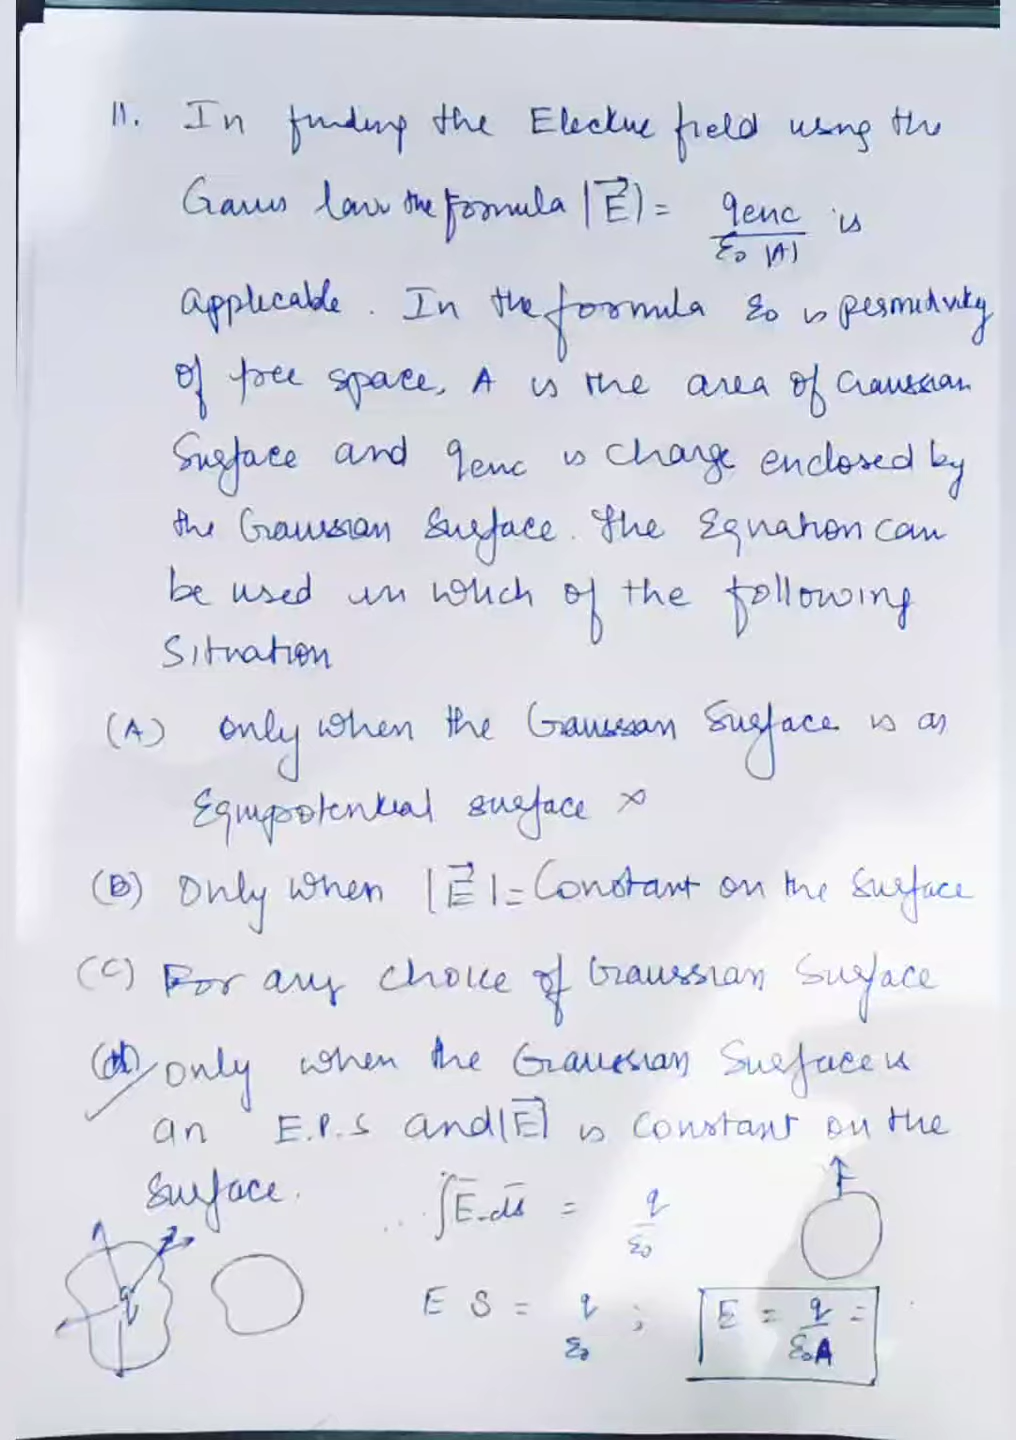 11. In finding the Electric field using the
Gauss law the formula |E⃗| = qenc / ε₀ |A| is
applicable. In the formula ε₀ is permittivity
of free space, A is the area of Gaussian
Surface and qenc is charge enclosed by
the Gaussian Surface. The Equation can
be used in which of the following
Situation
(A) only when the Gaussian Surface is an
Equipotential surface ×
(B) Only when |E⃗| = Constant on the Surface
(C) For any choice of Gaussian Surface
(d) only when the Gaussian Surface is
an E.P.S and |E⃗| is Constant on the
Surface.
∫E.ds = q / ε₀
q
E S = q / ε₀ ; E = q / ε₀A =